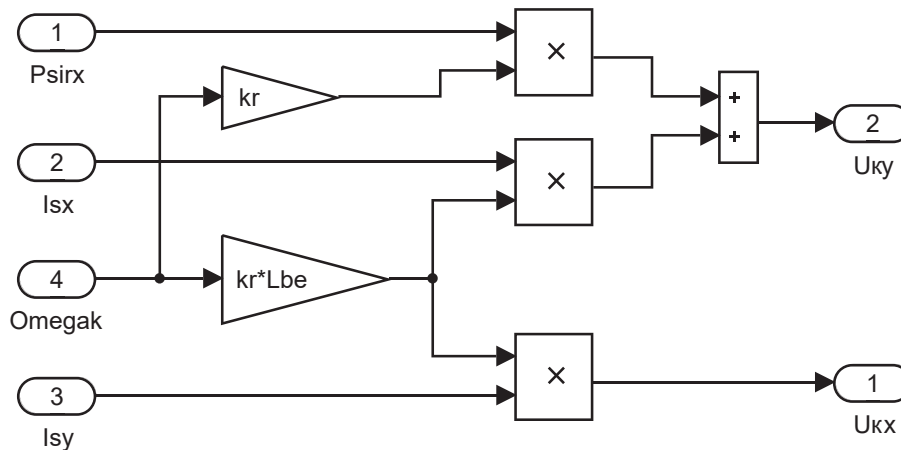 1
Psirx
kr
×
+
+
2
Uкy
2
Isx
×
4
Omegak
kr*Lbe
3
Isy
×
1
Uкx